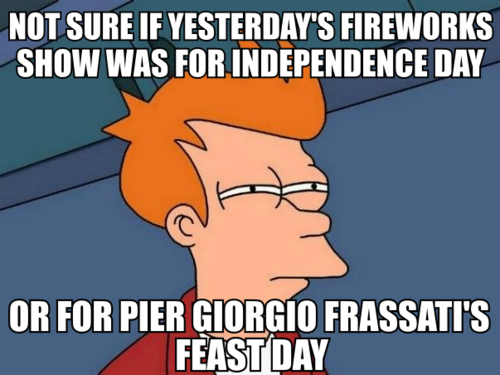 NOT SURE IF YESTERDAY'S FIREWORKS
SHOW WAS FOR INDEPENDENCE DAY
OR FOR PIER GIORGIO FRASSATI'S
FEAST DAY